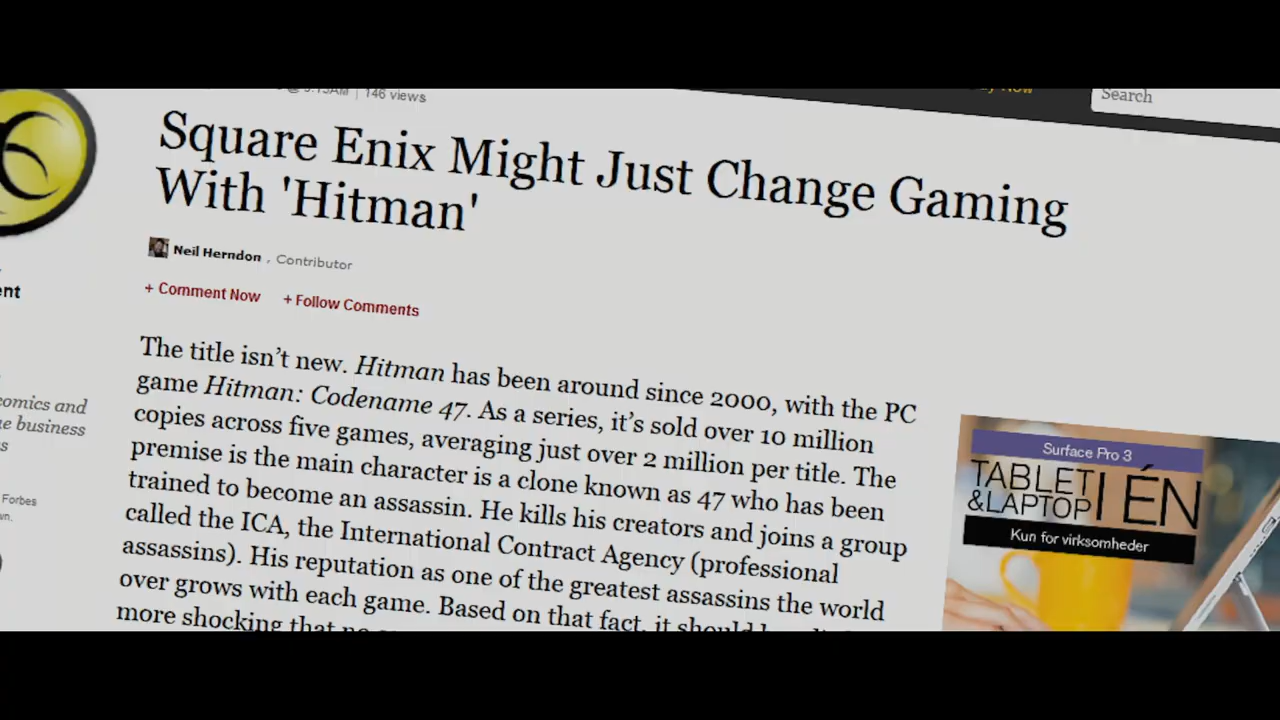 146 views
Search
Square Enix Might Just Change Gaming
With 'Hitman'
Neil Herndon , Contributor
+ Comment Now + Follow Comments
The title isn't new. Hitman has been around since 2000, with the PC
game Hitman: Codename 47. As a series, it's sold over 10 million
copies across five games, averaging just over 2 million per title. The
premise is the main character is a clone known as 47 who has been
trained to become an assassin. He kills his creators and joins a group
called the ICA, the International Contract Agency (professional
assassins). His reputation as one of the greatest assassins the world
over grows with each game. Based on that fact, it should
more shocking that
comics and
business
Forbes
Surface Pro 3
TABLET
&LAPTOP
I ÉN
Kun for virksomheder